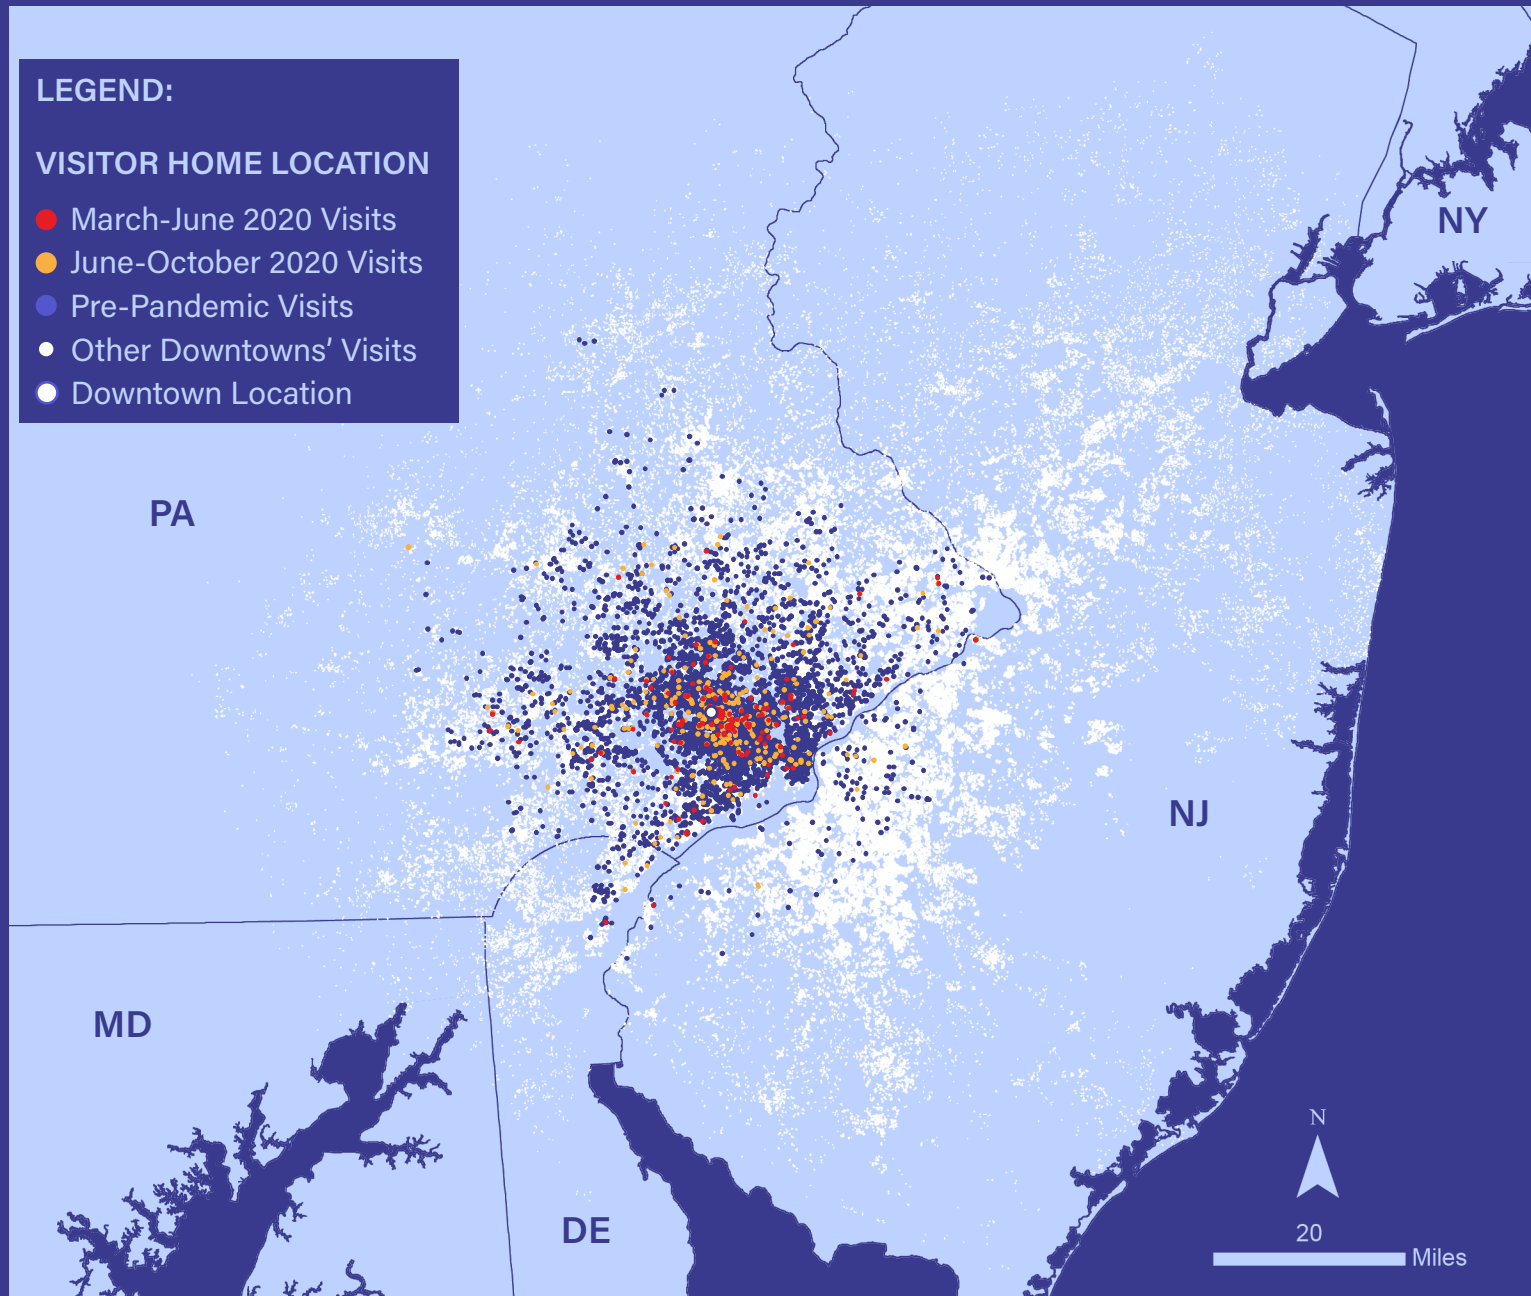 LEGEND:
VISITOR HOME LOCATION
March-June 2020 Visits
June-October 2020 Visits
Pre-Pandemic Visits
Other Downtowns’ Visits
Downtown Location
NY
PA
NJ
MD
DE
N
20
Miles